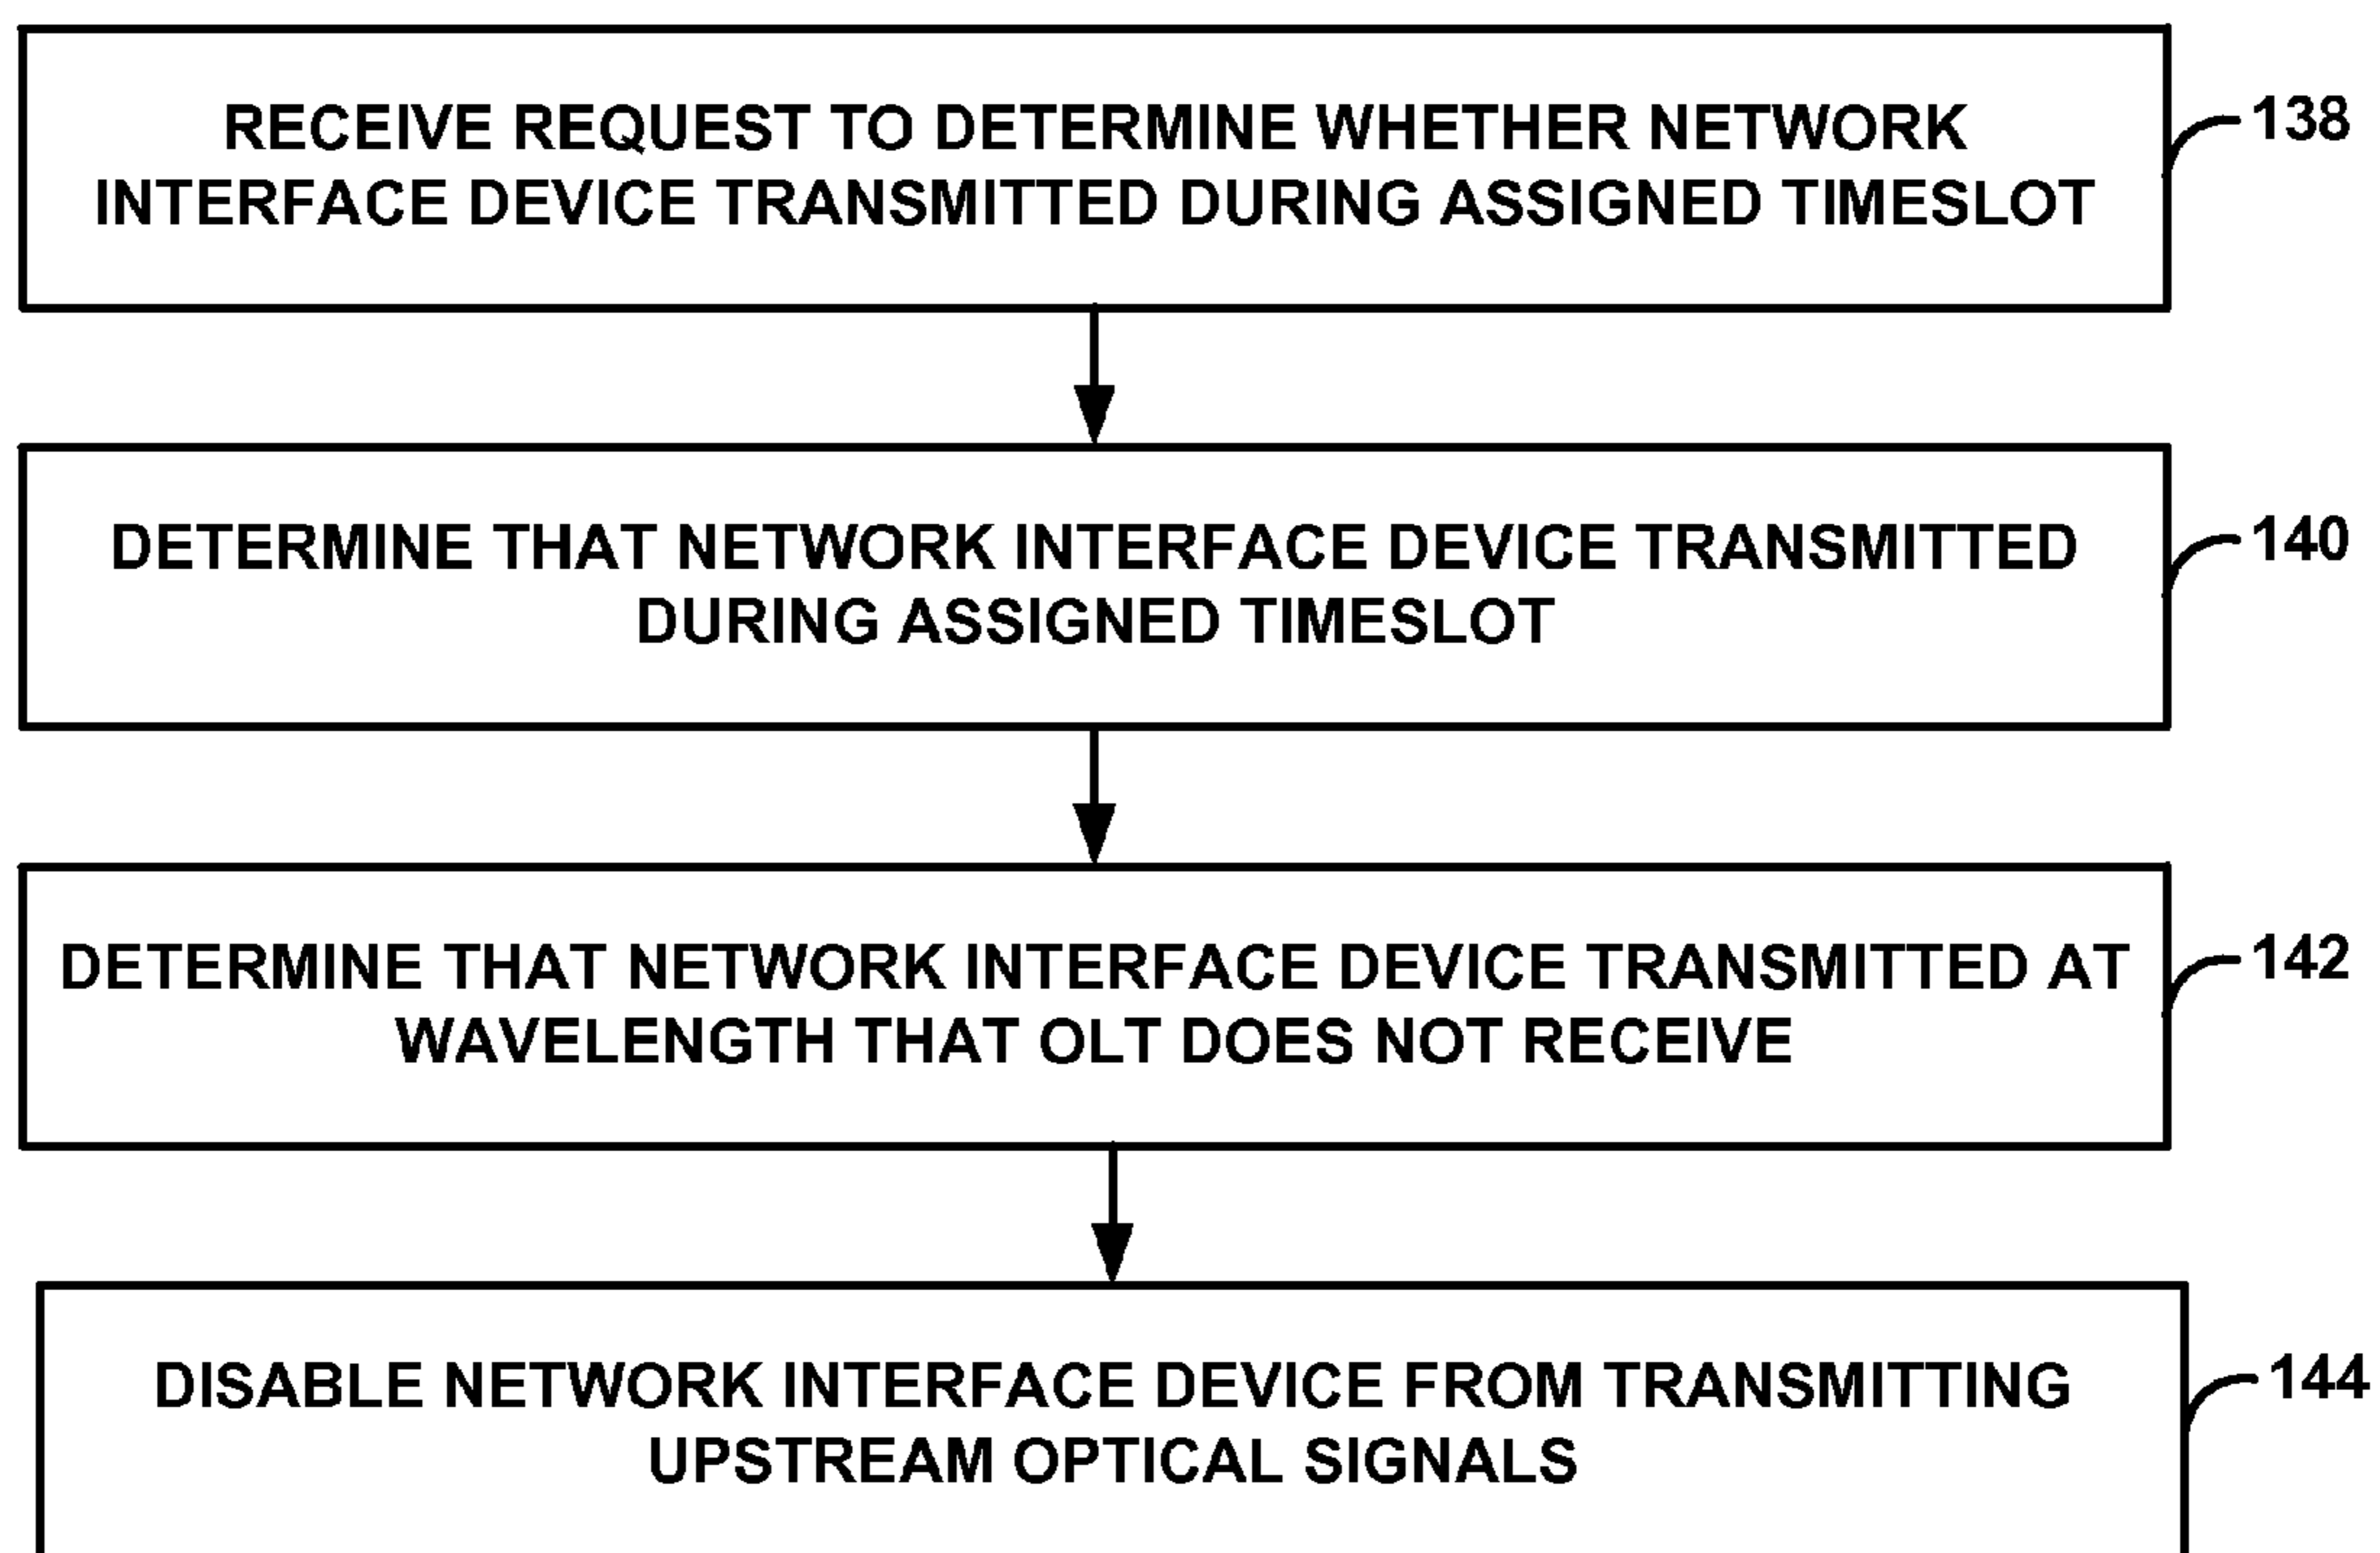 RECEIVE REQUEST TO DETERMINE WHETHER NETWORK
INTERFACE DEVICE TRANSMITTED DURING ASSIGNED TIMESLOT
138
DETERMINE THAT NETWORK INTERFACE DEVICE TRANSMITTED
DURING ASSIGNED TIMESLOT
140
DETERMINE THAT NETWORK INTERFACE DEVICE TRANSMITTED AT
WAVELENGTH THAT OLT DOES NOT RECEIVE
142
DISABLE NETWORK INTERFACE DEVICE FROM TRANSMITTING
UPSTREAM OPTICAL SIGNALS
144